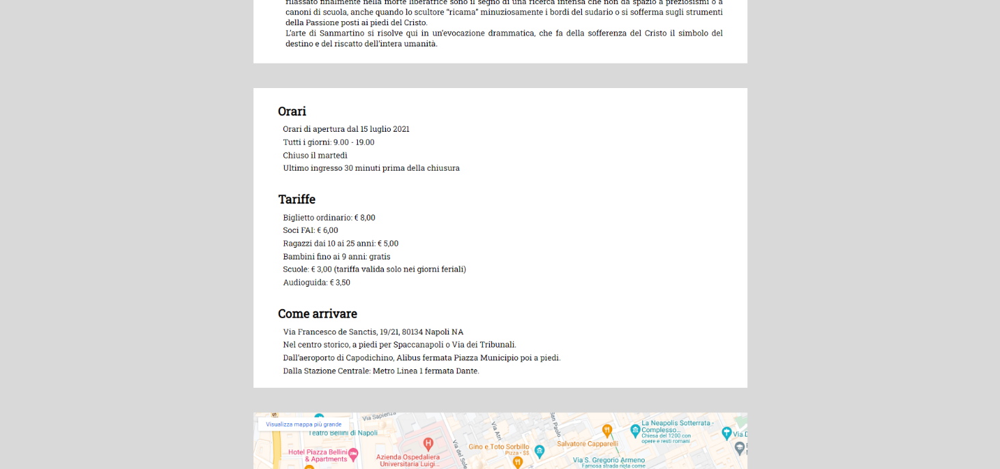 rilassato finalmente nella morte liberatrice sono il segno di una ricerca intensa che non dà spazio a preziosismi o a
canoni di scuola, anche quando lo scultore “ricama” minuziosamente i bordi del sudario o si sofferma sugli strumenti
della Passione posti ai piedi del Cristo.
L’arte di Sanmartino si risolve qui in un’evocazione drammatica, che fa della sofferenza del Cristo il simbolo del
destino e del riscatto dell’intera umanità.
Orari
Orari di apertura dal 15 luglio 2021
Tutti i giorni: 9.00 - 19.00
Chiuso il martedì
Ultimo ingresso 30 minuti prima della chiusura
Tariffe
Biglietto ordinario: € 8,00
Soci FAI: € 6,00
Ragazzi dai 10 ai 25 anni: € 5,00
Bambini fino ai 9 anni: gratis
Scuole: € 3,00 (tariffa valida solo nei giorni feriali)
Audioguida: € 3,50
Come arrivare
Via Francesco de Sanctis, 19/21, 80134 Napoli NA
Nel centro storico, a piedi per Spaccanapoli o Via dei Tribunali.
Dall’aeroporto di Capodichino, Alibus fermata Piazza Municipio poi a piedi.
Dalla Stazione Centrale: Metro Linea 1 fermata Dante.
Visualizza mappa più grande
Teatro Bellini di Napoli
Via Sapienza
Hotel Piazza Bellini
& Apartments
H
Azienda Ospedaliera
Universitaria Luigi...
Via del Sole
Via Atri
San Paolo
Gino e Toto Sorbillo
Pizza - $$
Salvatore Capparelli
La Neapolis Sotterrata -
Complesso...
Chiesa del 1200 con
opere e resti romani
Via S. Gregorio Armeno
Famosa strada nota come
Via